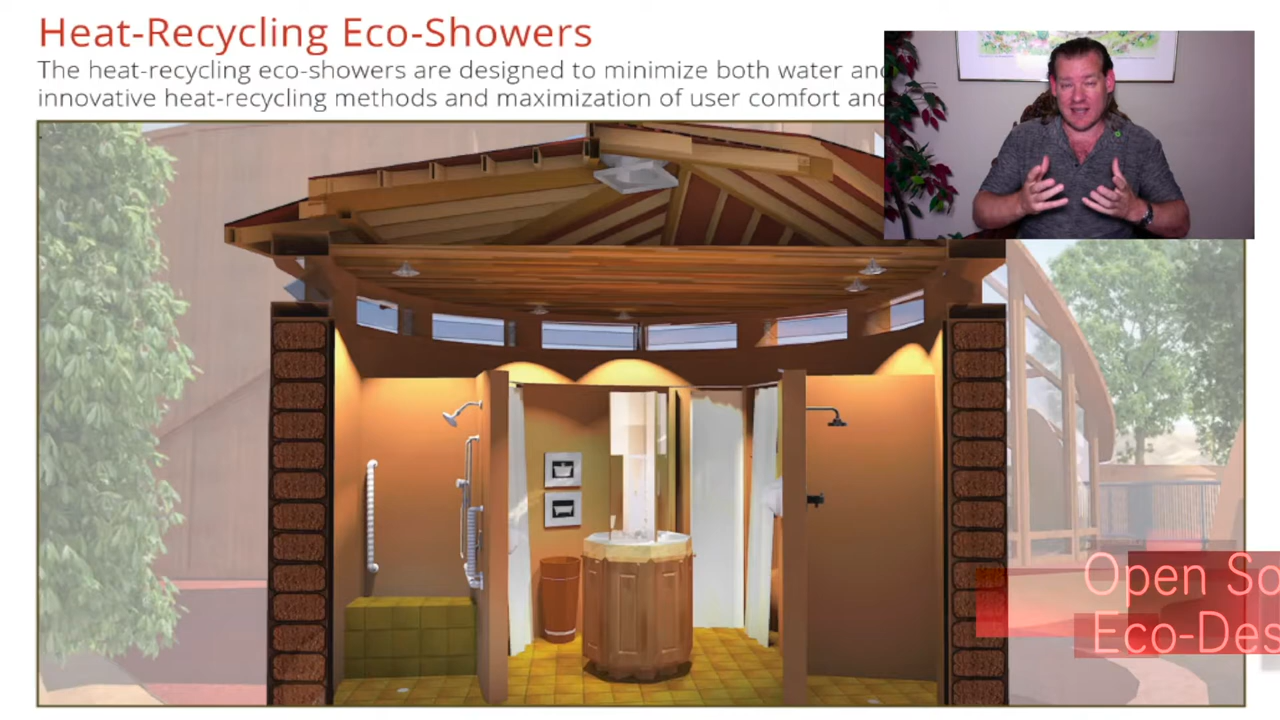 Heat-Recycling Eco-Showers
The heat-recycling eco-showers are designed to minimize both water and
innovative heat-recycling methods and maximization of user comfort and
Open So
Eco-Des